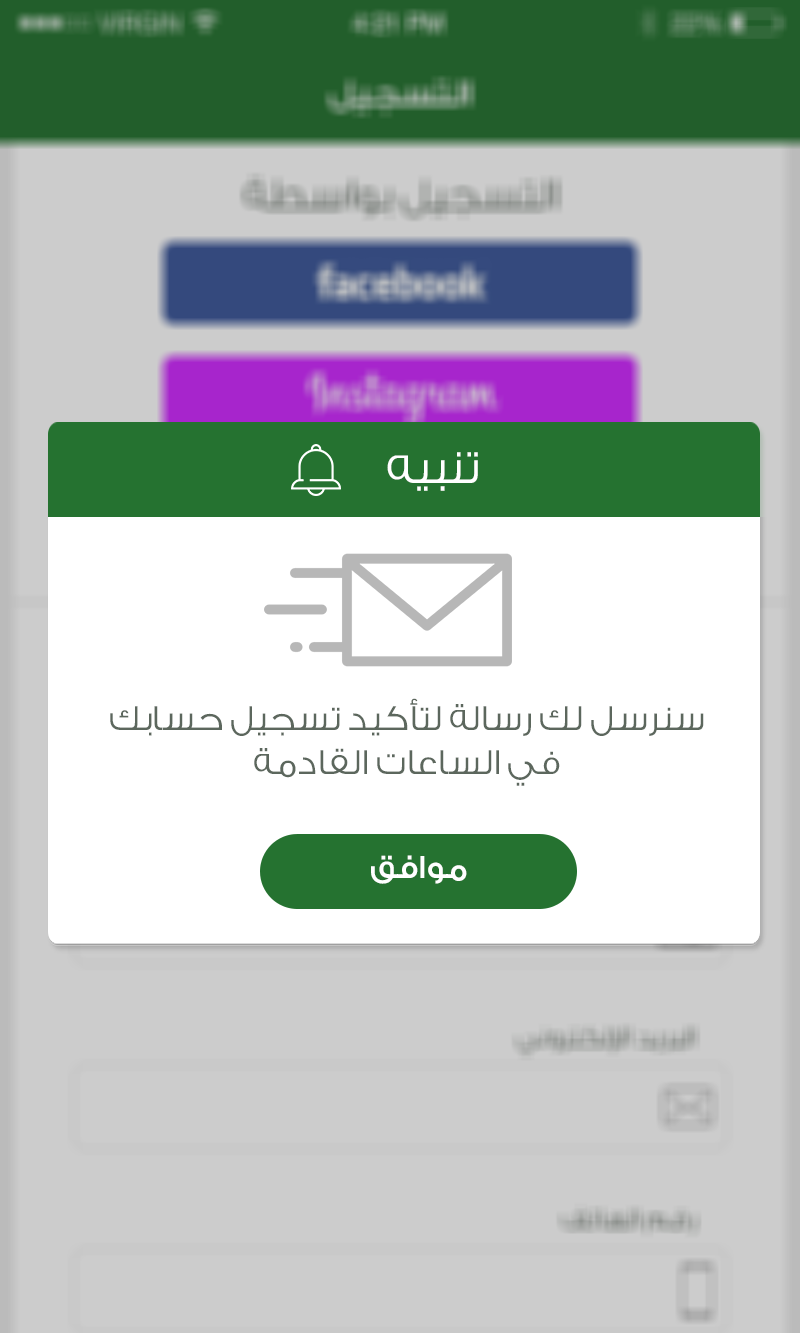 VIRGIN 4:21 PM 22%
التسجيل
التسجيل بواسطة
facebook
Instagram
تنبيه
سنرسل لك رسالة لتأكيد تسجيل حسابك
في الساعات القادمة
موافق
البريد الإلكتروني
رقم الهاتف